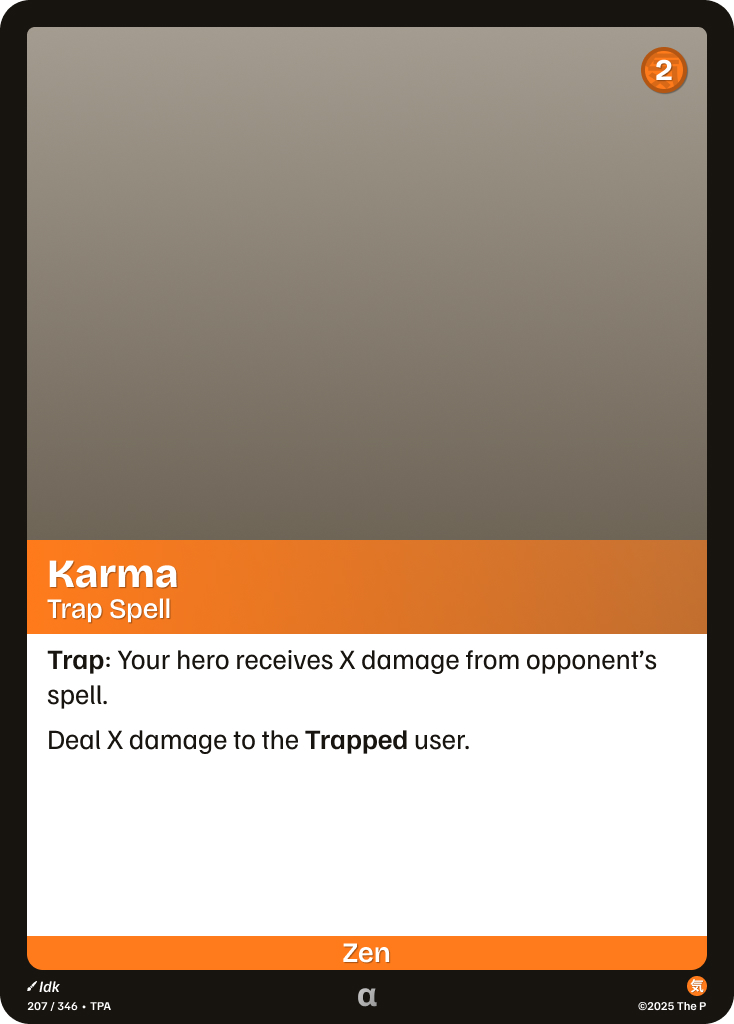 2
Karma
Trap Spell
Trap: Your hero receives X damage from opponent’s
spell.
Deal X damage to the Trapped user.
Zen
Idk
α
気
207 / 346 • TPA
©2025 The P